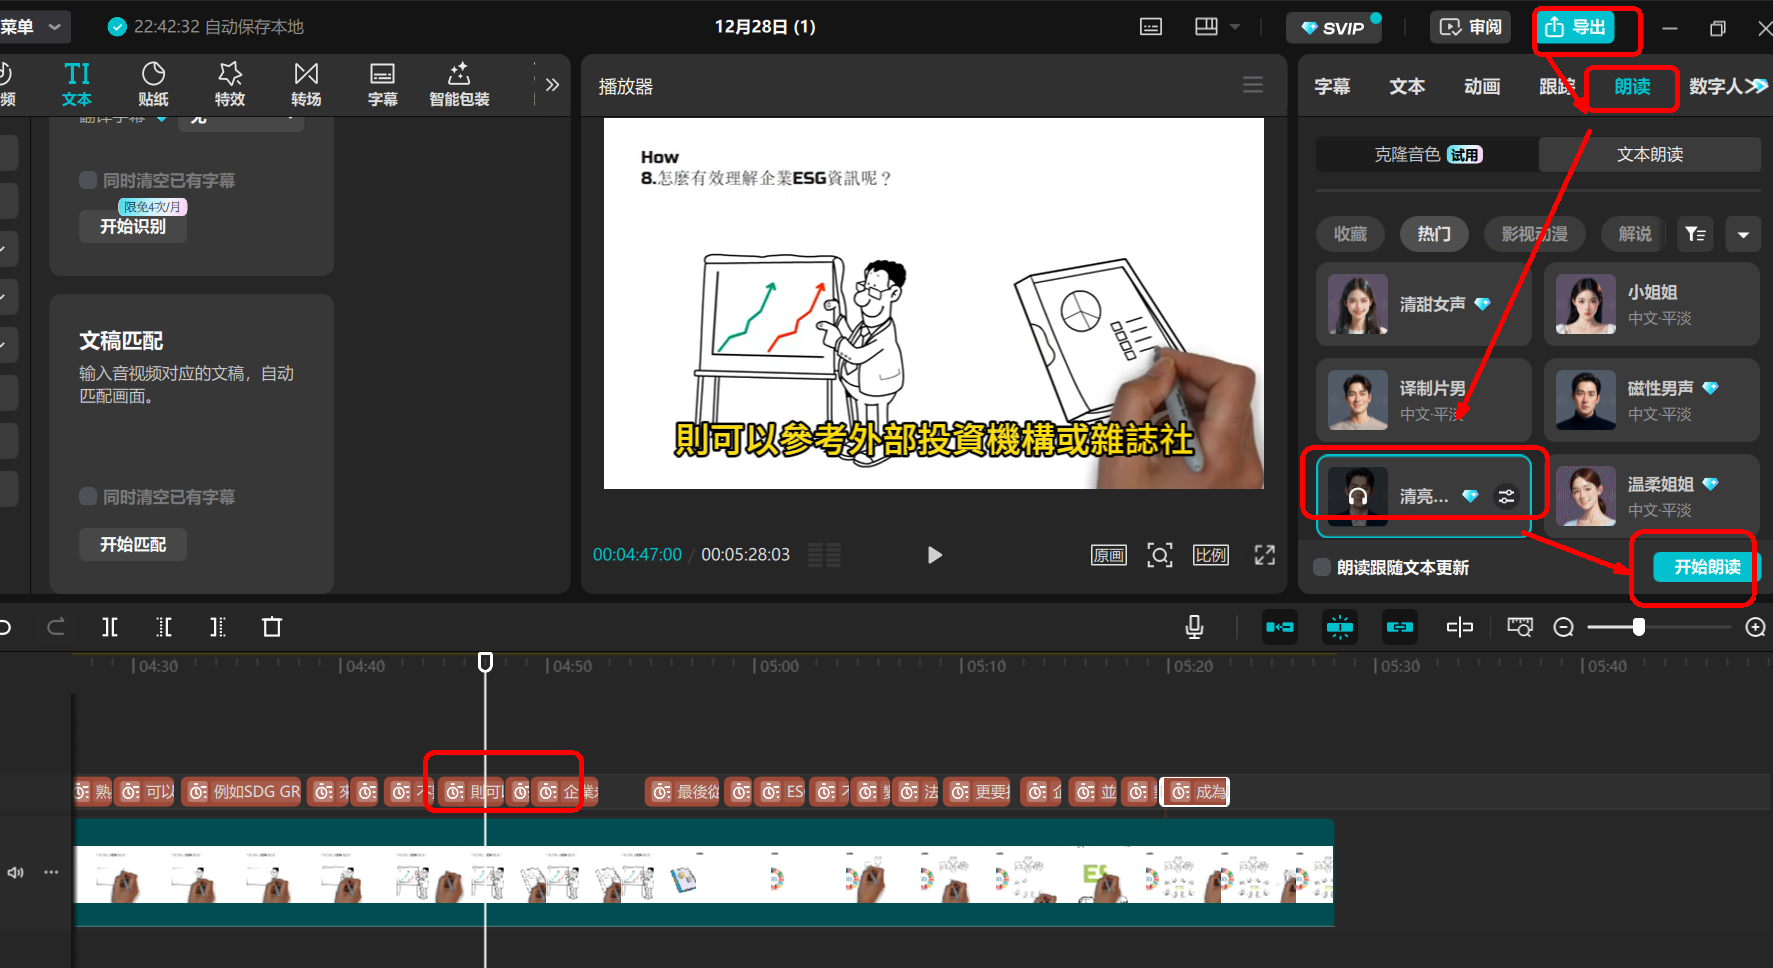 菜单
22:42:32 自动保存本地
12月28日 (1)
SVIP
审阅
导出
频
TI
文本
贴纸
特效
转场
字幕
智能包装
翻译字幕
无
同时清空已有字幕
限免4次/月
开始识别
文稿匹配
输入音视频对应的文稿，自动
匹配画面。
同时清空已有字幕
开始匹配
播放器
How
8.怎麼有效理解企業ESG資訊呢？
則可以參考外部投資機構或雜誌社
00:04:47:00 / 00:05:28:03
原画
比例
字幕
文本
动画
跟踪
朗读
数字人
克隆音色 试用
文本朗读
收藏
热门
影视动漫
解说
清甜女声
小姐姐
中文·平淡
译制片男
中文·平淡
磁性男声
中文·平淡
清亮...
温柔姐姐
中文·平淡
朗读跟随文本更新
开始朗读
04:30
04:40
04:50
05:00
05:10
05:20
05:30
05:40
熟
可以
例如SDG GR
來
不
則可以
企業永
最後從
ES
不
變
法
更要扌
企
並
成為